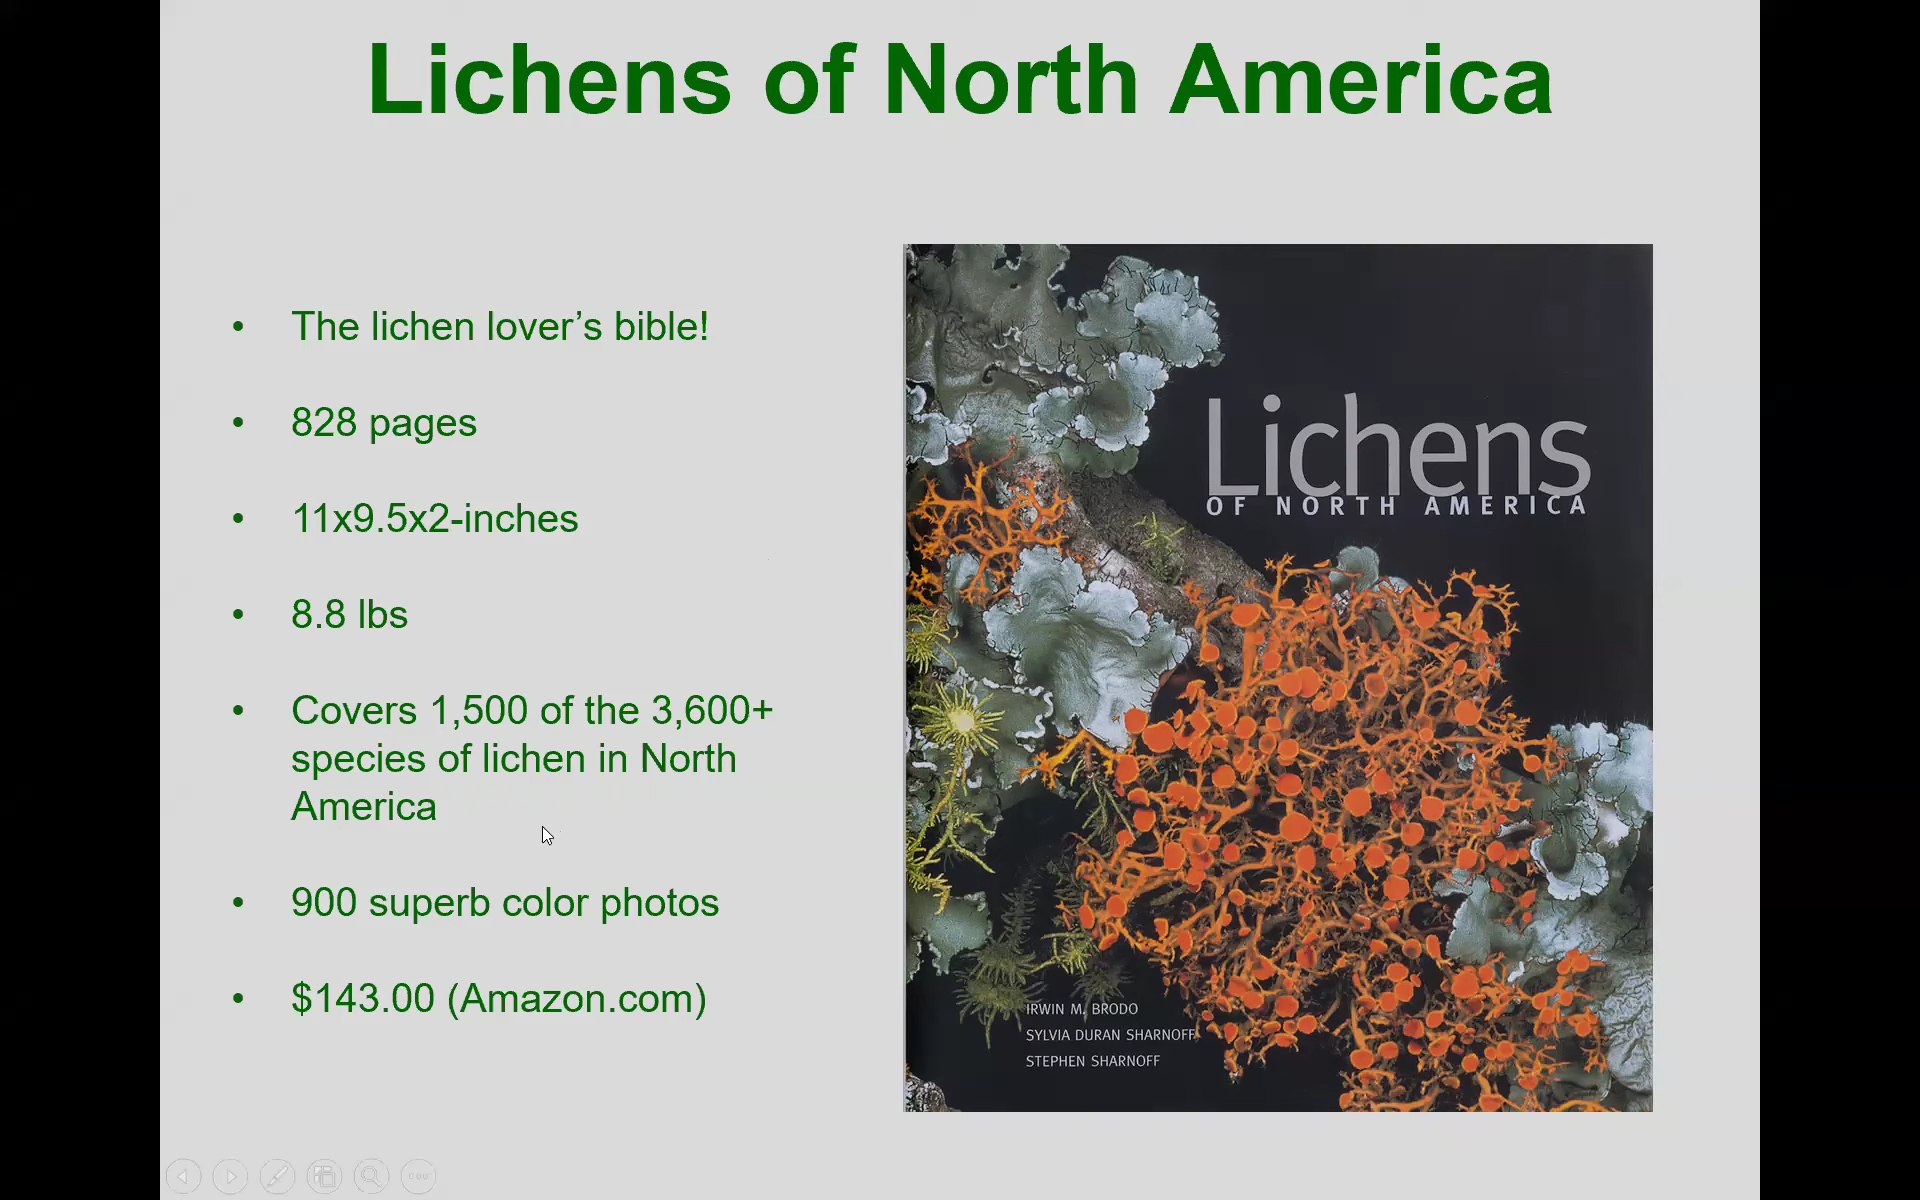 Lichens of North America
• The lichen lover’s bible!
• 828 pages
• 11x9.5x2-inches
• 8.8 lbs
• Covers 1,500 of the 3,600+
species of lichen in North
America
• 900 superb color photos
• $143.00 (Amazon.com)
Lichens
OF NORTH AMERICA
IRWIN M. BRODO
SYLVIA DURAN SHARNOFF
STEPHEN SHARNOFF